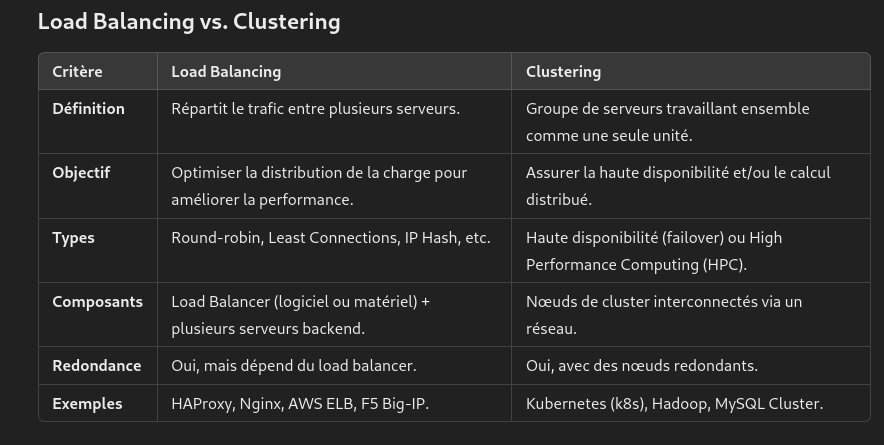 Load Balancing vs. Clustering
Critère Load Balancing Clustering
Définition Répartit le trafic entre plusieurs serveurs. Groupe de serveurs travaillant ensemble
comme une seule unité.
Objectif Optimiser la distribution de la charge pour Assurer la haute disponibilité et/ou le calcul
améliorer la performance. distribué.
Types Round-robin, Least Connections, IP Hash, etc. Haute disponibilité (failover) ou High
Performance Computing (HPC).
Composants Load Balancer (logiciel ou matériel) + Nœuds de cluster interconnectés via un
plusieurs serveurs backend. réseau.
Redondance Oui, mais dépend du load balancer. Oui, avec des nœuds redondants.
Exemples HAProxy, Nginx, AWS ELB, F5 Big-IP. Kubernetes (k8s), Hadoop, MySQL Cluster.